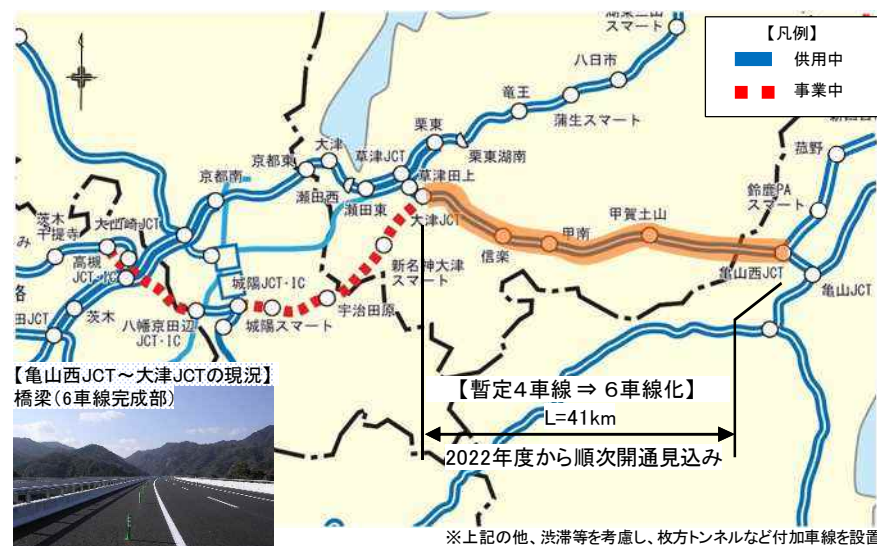 スマート
【凡例】
供用中
事業中
八日市
竜王
蒲生スマート
栗東
栗東湖南
大津
草津JCT
京都東
草津田上
京都南
瀬田西
瀬田東
大津JCT
菰野
鈴鹿PA
スマート
甲賀土山
甲南
信楽
亀山西JCT
亀山JCT
茨木
千提寺
大山崎JCT
高槻
JCT・IC
茨木
城陽JCT・IC
新名神大津
スマート
宇治田原
城陽スマート
八幡京田辺
JCT・IC
田JCT
【亀山西JCT～大津JCTの現況】
橋梁(6車線完成部)
【暫定4車線 ⇒ 6車線化】
L=41km
2022年度から順次開通見込み
※上記の他、渋滞等を考慮し、枚方トンネルなど付加車線を設置